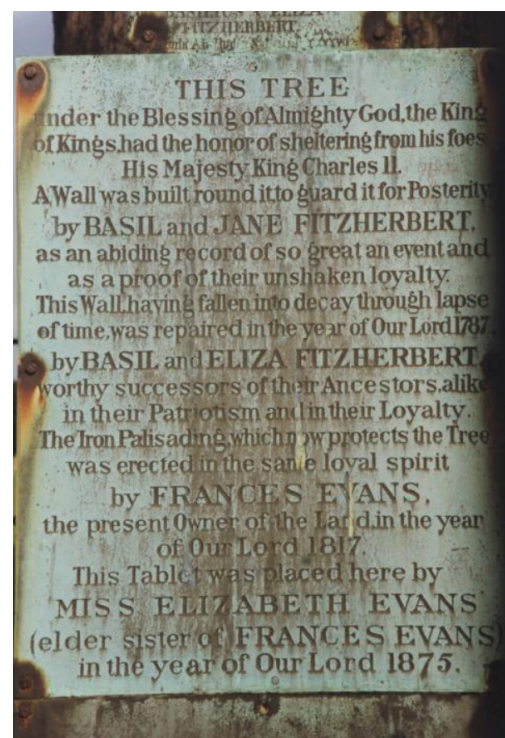 BASILIUS & ELIZA
FITZHERBERT
THIS TREE
under the Blessing of Almighty God, the King
of Kings, had the honor of sheltering from his foes
His Majesty King Charles II.
A Wall was built round it to guard it for Posterity,
by BASIL and JANE FITZHERBERT,
as an abiding record of so great an event and
as a proof of their unshaken loyalty.
This Wall, having fallen into decay through lapse
of time, was repaired in the year of Our Lord 1787,
by BASIL and ELIZA FITZHERBERT
worthy successors of their Ancestors, alike
in their Patriotism and in their Loyalty.
The Iron Palisading, which now protects the Tree
was erected in the same loyal spirit
by FRANCES EVANS,
the present Owner of the Land, in the year
of Our Lord 1817.
This Tablet was placed here by
MISS ELIZABETH EVANS
(elder sister of FRANCES EVANS)
in the year of Our Lord 1875.